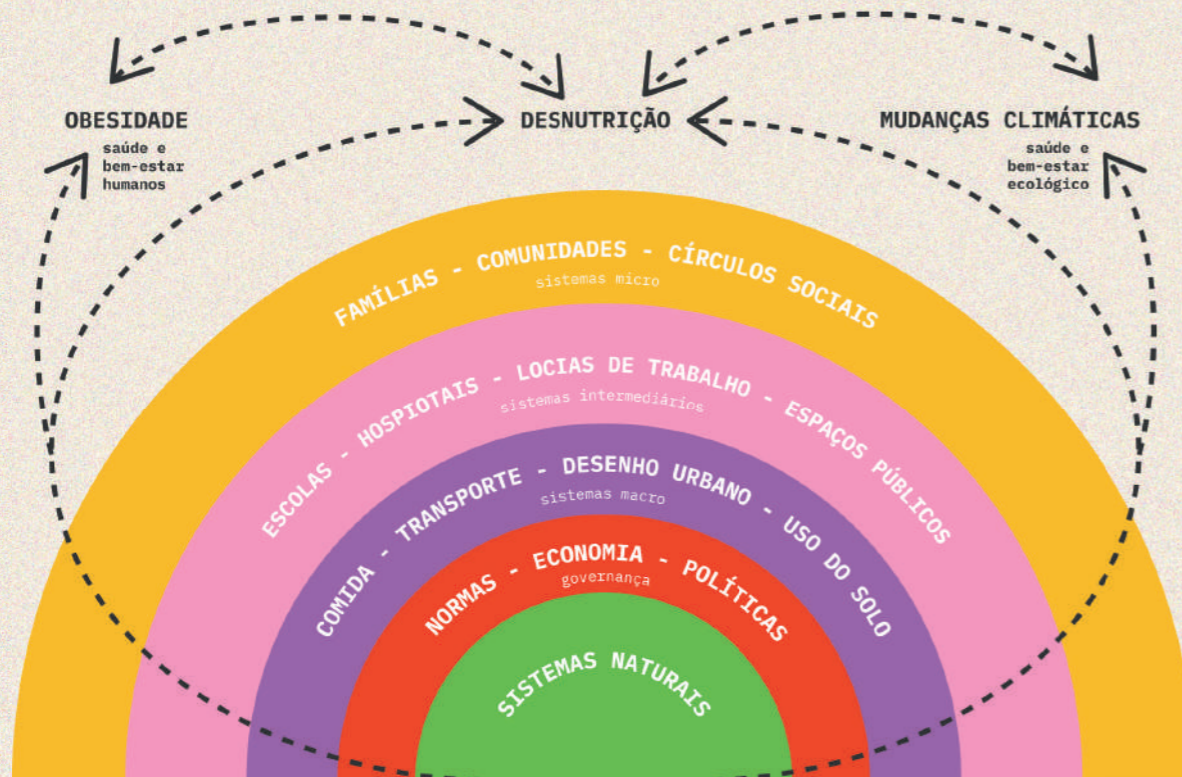 OBESIDADE
saúde e
bem-estar
humanos
DESNUTRIÇÃO
MUDANÇAS CLIMÁTICAS
saúde e
bem-estar
ecológico
FAMÍLIAS - COMUNIDADES - CÍRCULOS SOCIAIS
sistemas micro
ESCOLAS - HOSPIOTAIS - LOCIAS DE TRABALHO - ESPAÇOS PÚBLICOS
sistemas intermediários
COMIDA - TRANSPORTE - DESENHO URBANO - USO DO SOLO
sistemas macro
NORMAS - ECONOMIA - POLÍTICAS
governança
SISTEMAS NATURAIS